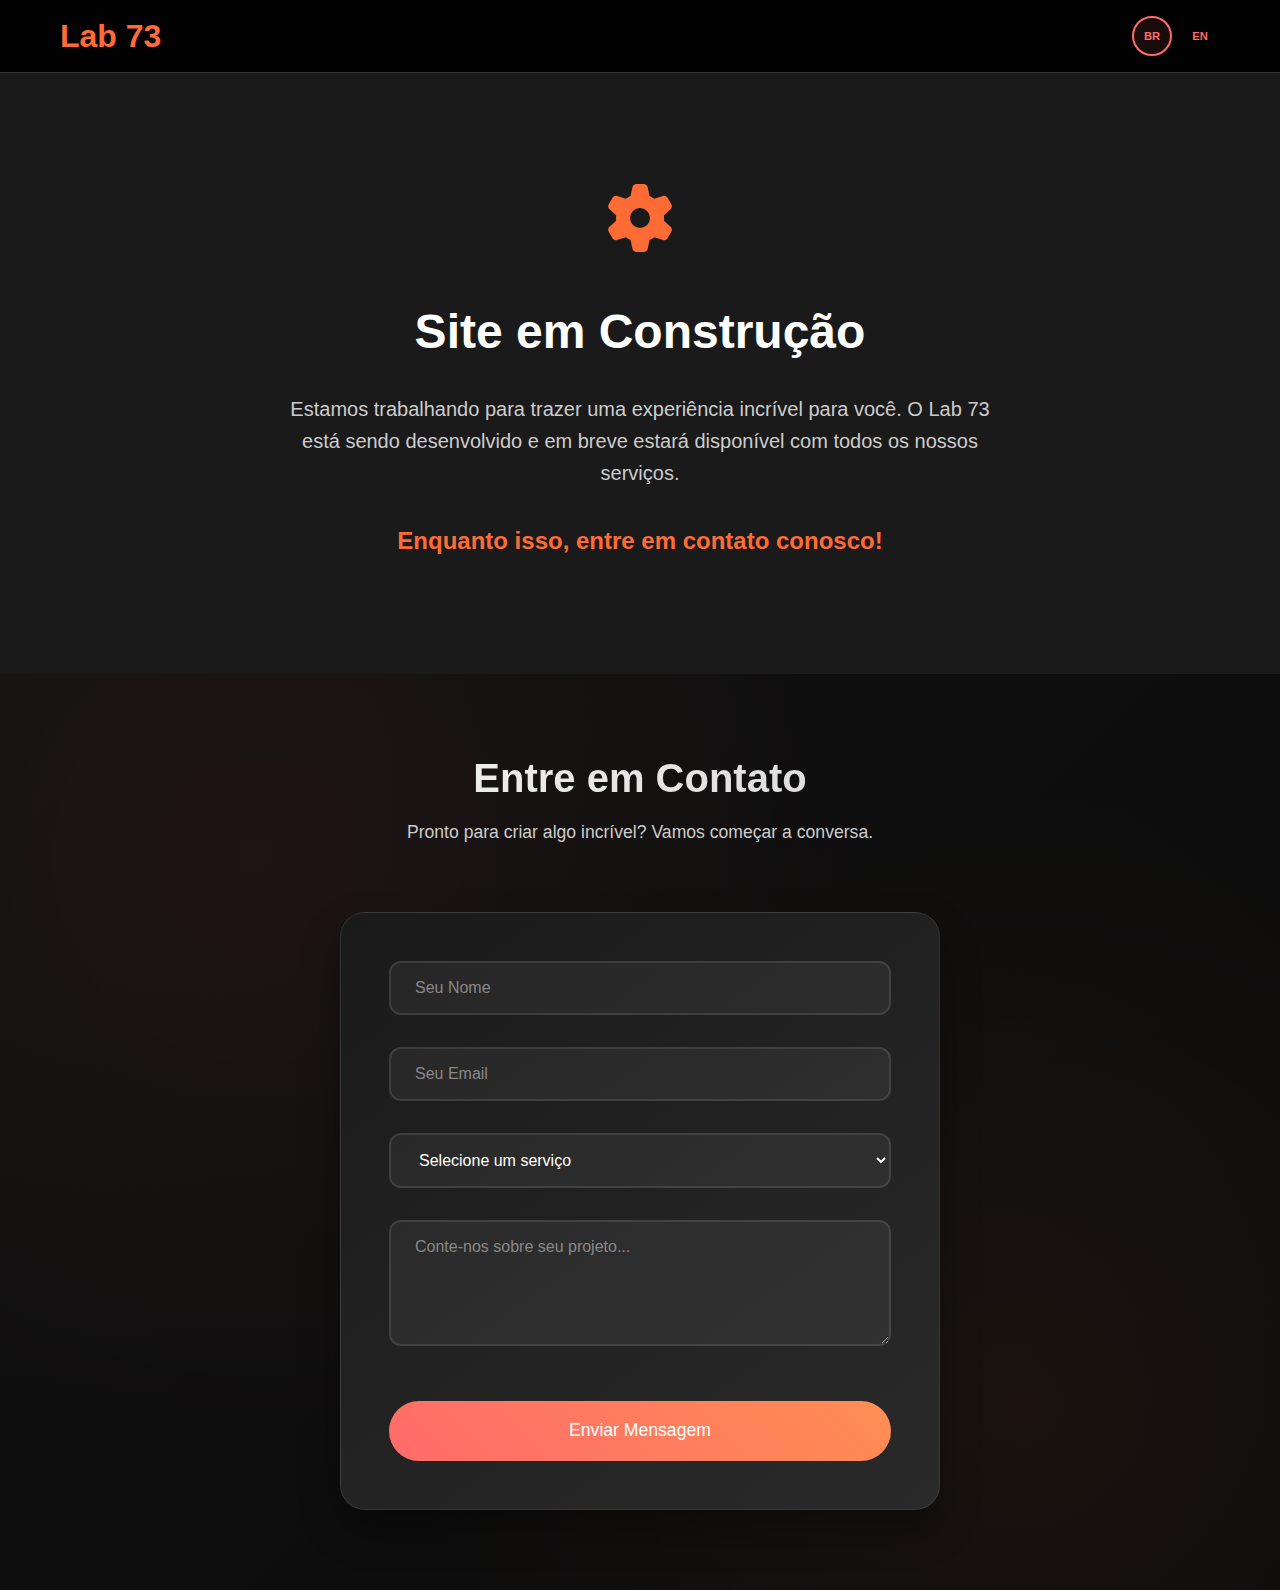 Lab 73
BR
EN
Site em Construção
Estamos trabalhando para trazer uma experiência incrível para você. O Lab 73
está sendo desenvolvido e em breve estará disponível com todos os nossos
serviços.
Enquanto isso, entre em contato conosco!
Entre em Contato
Pronto para criar algo incrível? Vamos começar a conversa.
Seu Nome
Seu Email
Selecione um serviço
Conte-nos sobre seu projeto...
Enviar Mensagem